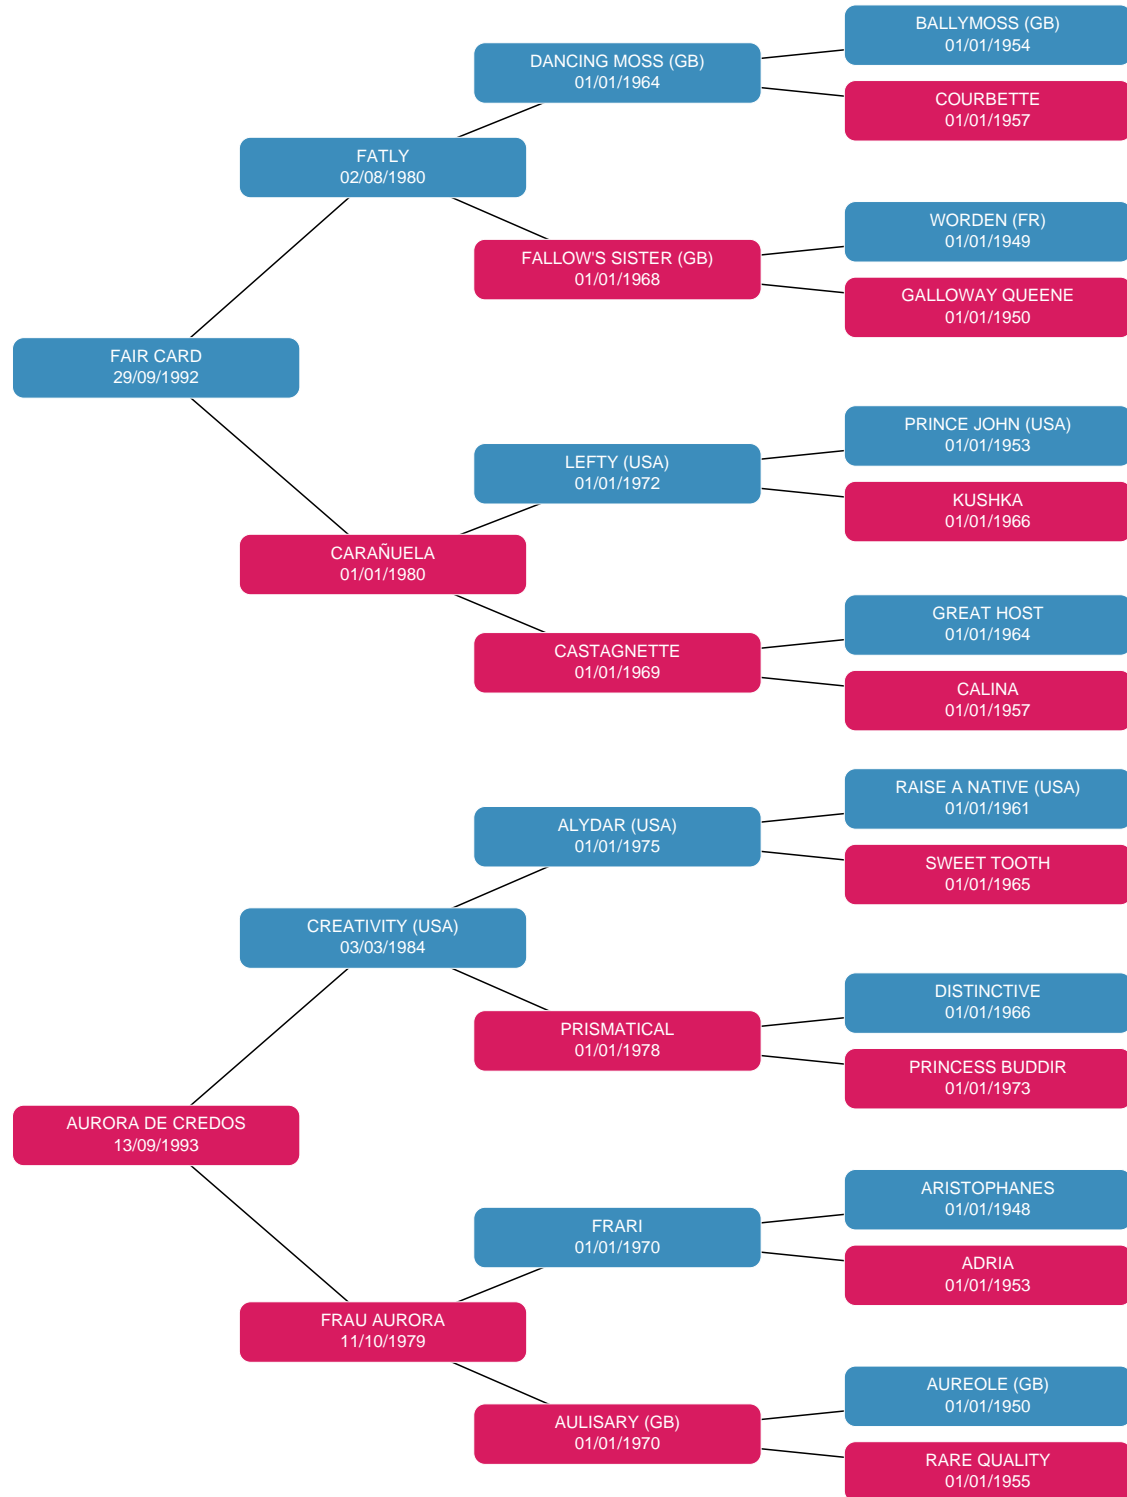 BALLYMOSS (GB)
01/01/1954
DANCING MOSS (GB)
01/01/1964
COURBETTE
01/01/1957
FATLY
02/08/1980
WORDEN (FR)
01/01/1949
FALLOW'S SISTER (GB)
01/01/1968
GALLOWAY QUEENE
01/01/1950
FAIR CARD
29/09/1992
PRINCE JOHN (USA)
01/01/1953
LEFTY (USA)
01/01/1972
KUSHKA
01/01/1966
CARAÑUELA
01/01/1980
GREAT HOST
01/01/1964
CASTAGNETTE
01/01/1969
CALINA
01/01/1957
RAISE A NATIVE (USA)
01/01/1961
ALYDAR (USA)
01/01/1975
SWEET TOOTH
01/01/1965
CREATIVITY (USA)
03/03/1984
DISTINCTIVE
01/01/1966
PRISMATICAL
01/01/1978
PRINCESS BUDDIR
01/01/1973
AURORA DE CREDOS
13/09/1993
ARISTOPHANES
01/01/1948
FRARI
01/01/1970
ADRIA
01/01/1953
FRAU AURORA
11/10/1979
AUREOLE (GB)
01/01/1950
AULISARY (GB)
01/01/1970
RARE QUALITY
01/01/1955